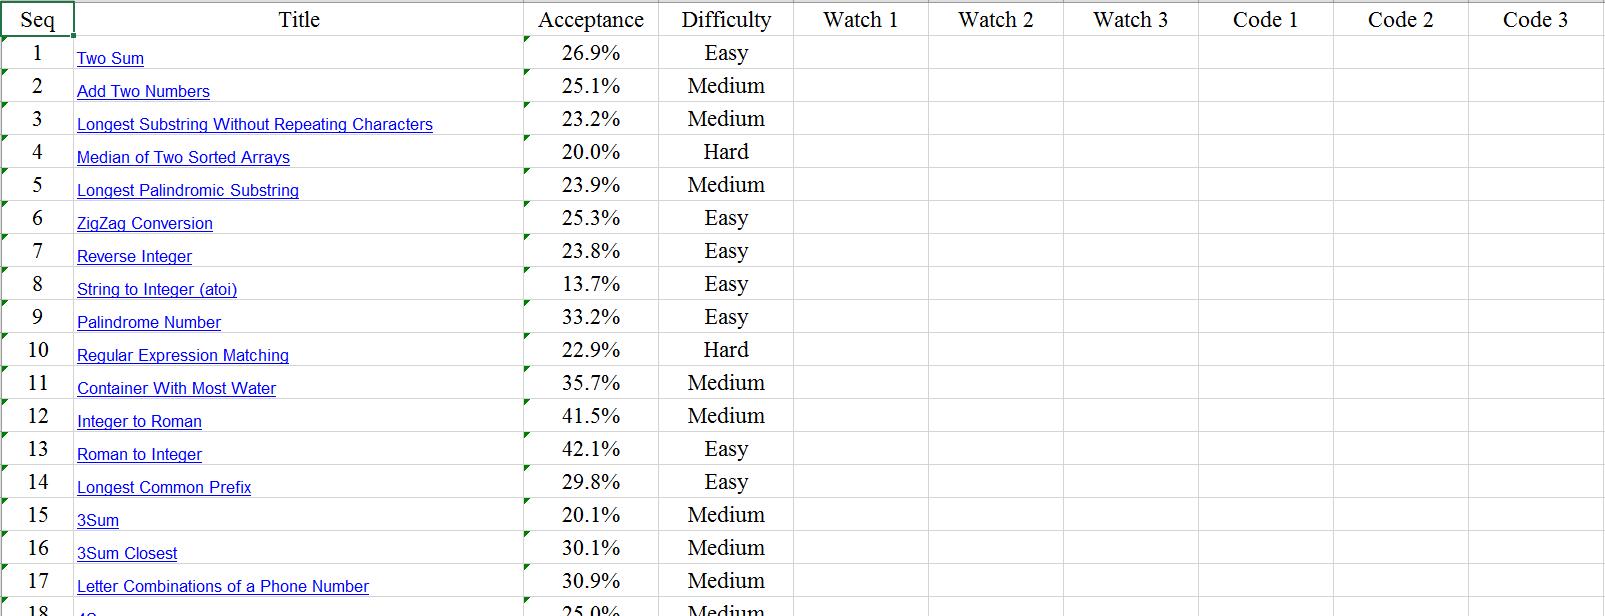 Seq Title Acceptance Difficulty Watch 1 Watch 2 Watch 3 Code 1 Code 2 Code 3
1 Two Sum 26.9% Easy
2 Add Two Numbers 25.1% Medium
3 Longest Substring Without Repeating Characters 23.2% Medium
4 Median of Two Sorted Arrays 20.0% Hard
5 Longest Palindromic Substring 23.9% Medium
6 ZigZag Conversion 25.3% Easy
7 Reverse Integer 23.8% Easy
8 String to Integer (atoi) 13.7% Easy
9 Palindrome Number 33.2% Easy
10 Regular Expression Matching 22.9% Hard
11 Container With Most Water 35.7% Medium
12 Integer to Roman 41.5% Medium
13 Roman to Integer 42.1% Easy
14 Longest Common Prefix 29.8% Easy
15 3Sum 20.1% Medium
16 3Sum Closest 30.1% Medium
17 Letter Combinations of a Phone Number 30.9% Medium
18 25.0% Medium